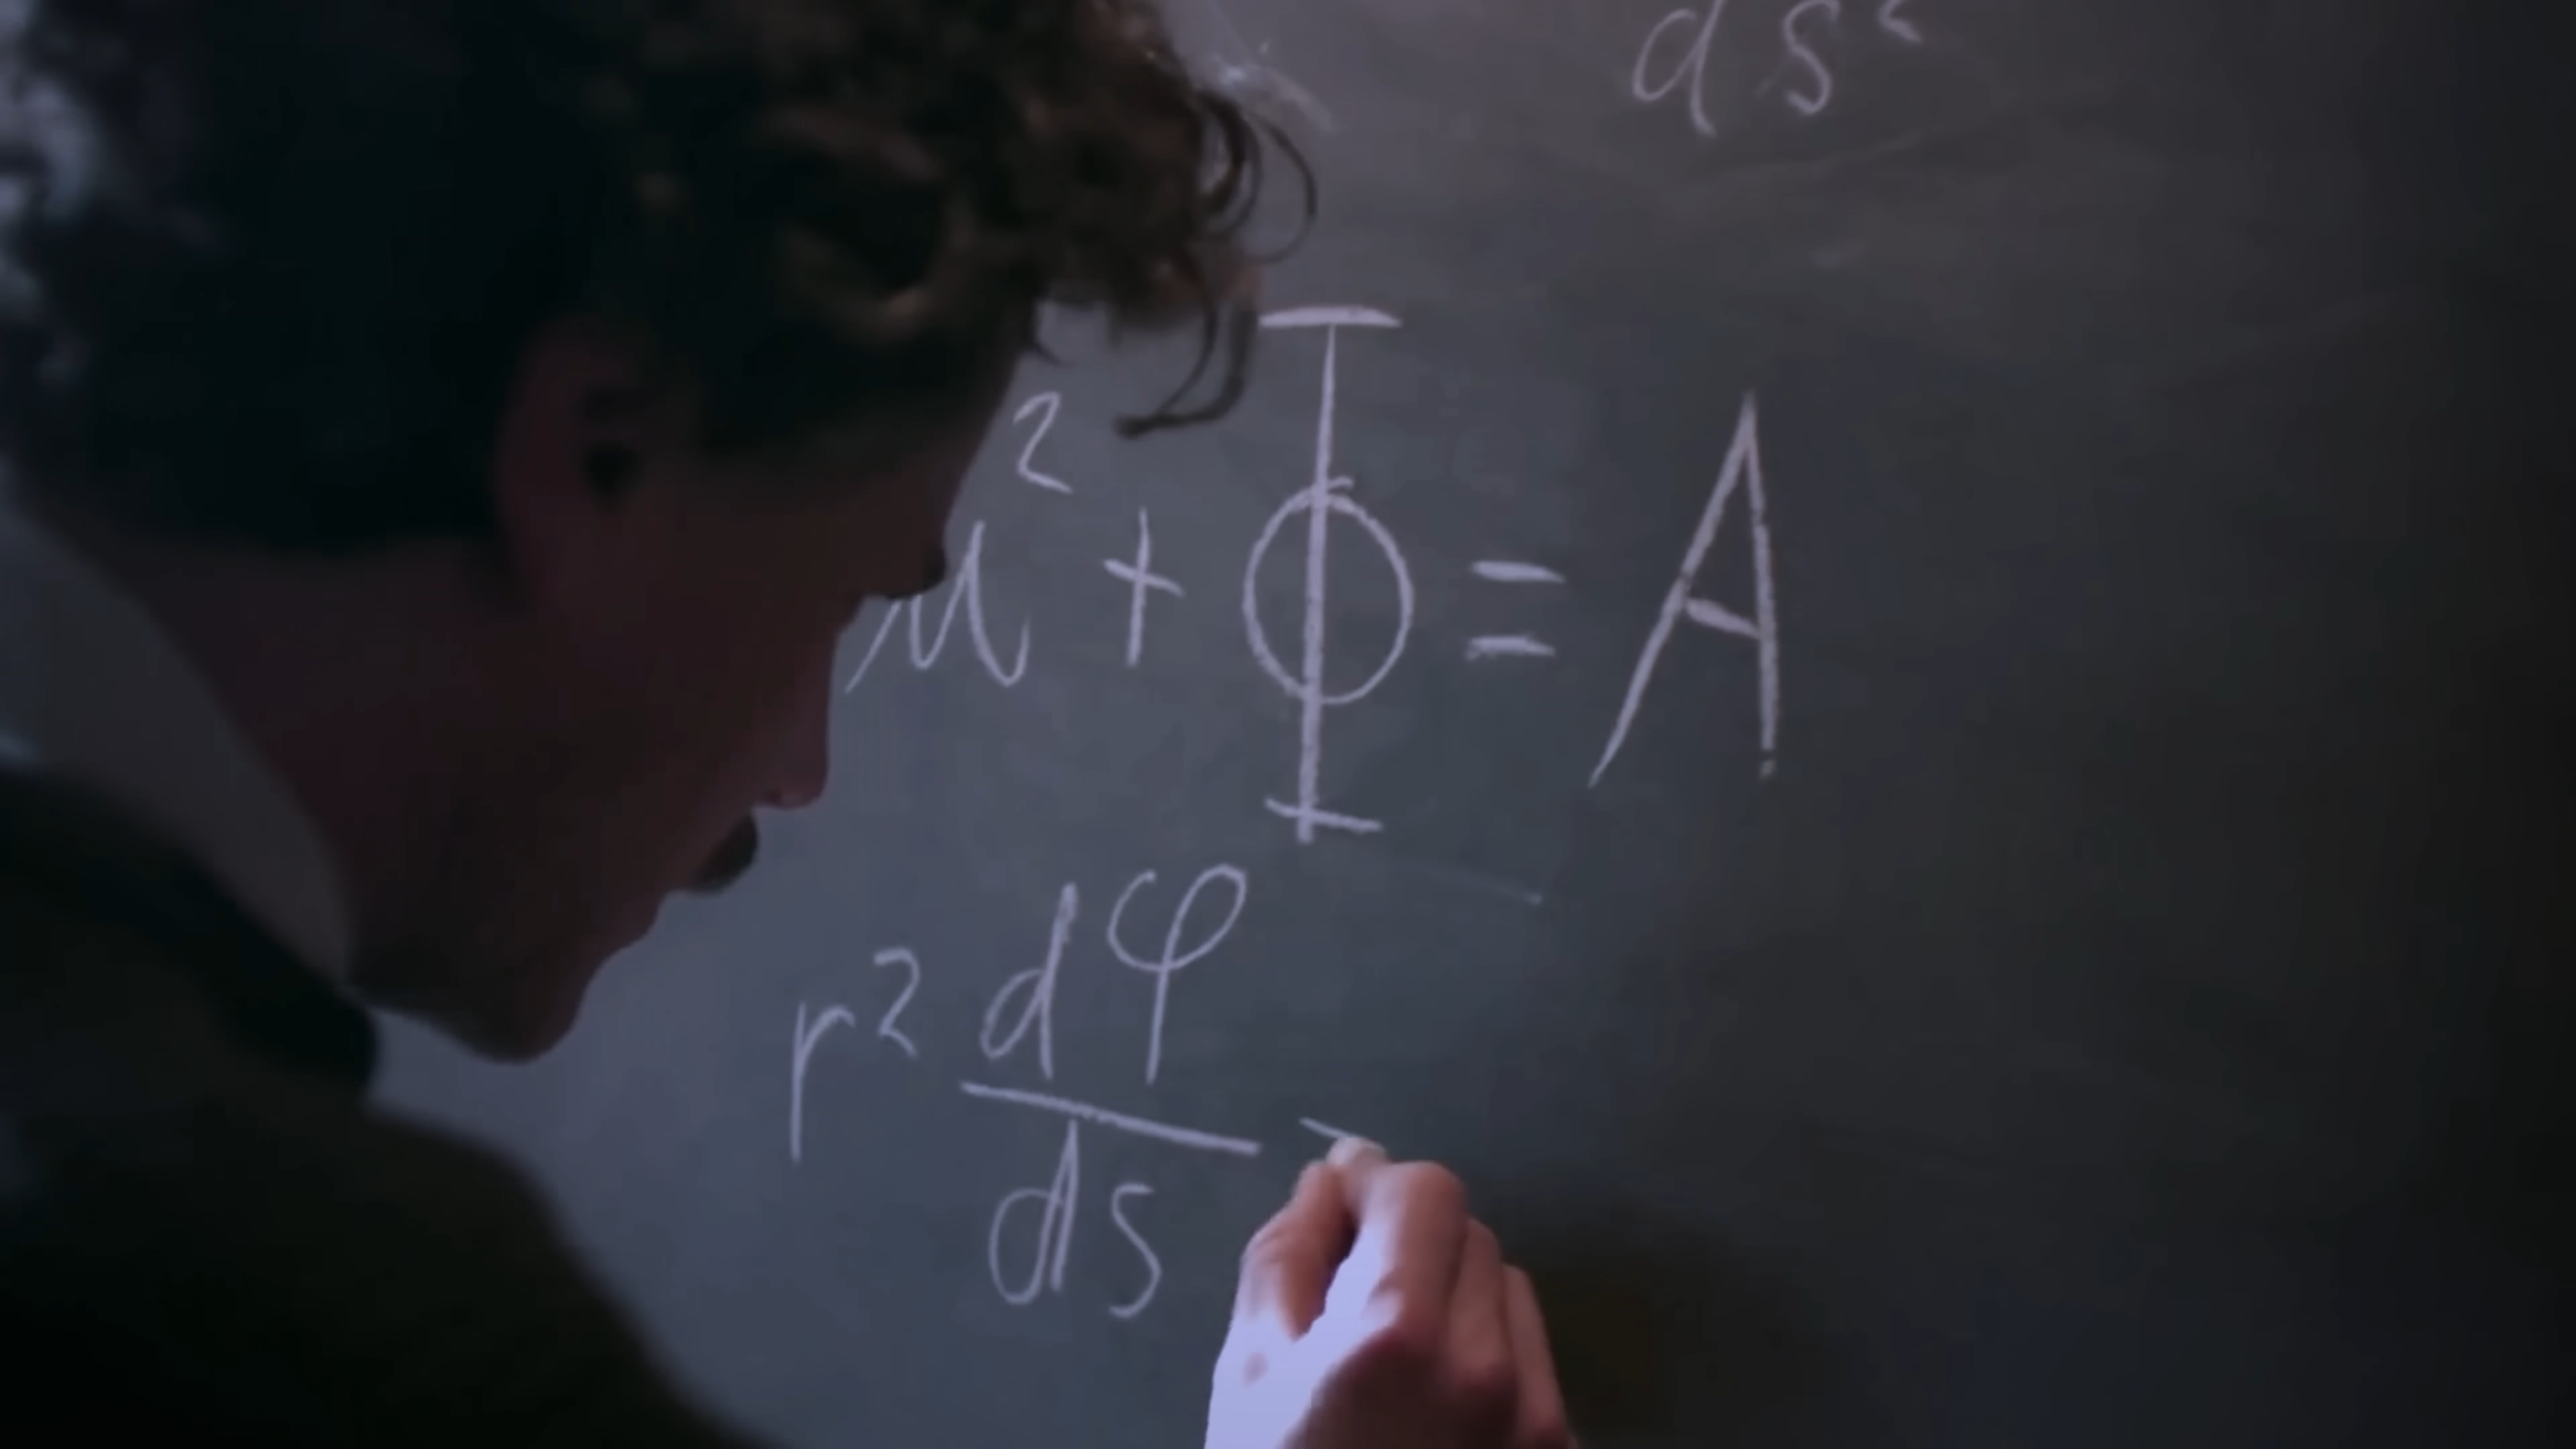 ds²
u² + Φ = A
r² dφ
ds